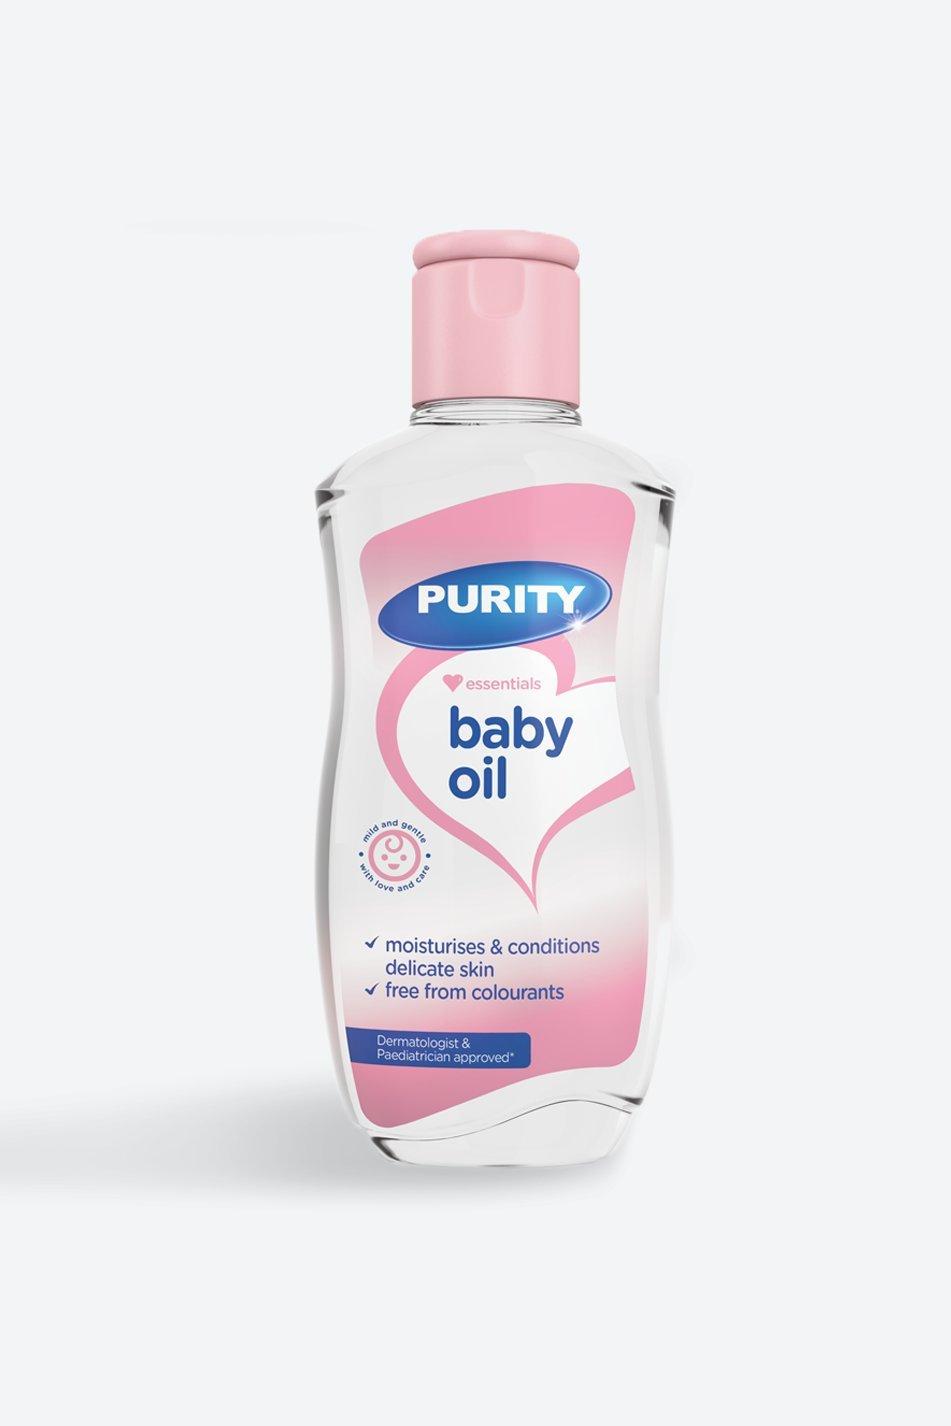 PURITY
essentials
baby
oil
mild and gentle
with love and care
moisturises & conditions
delicate skin
free from colourants
Dermatologist &
Paediatrician approved*